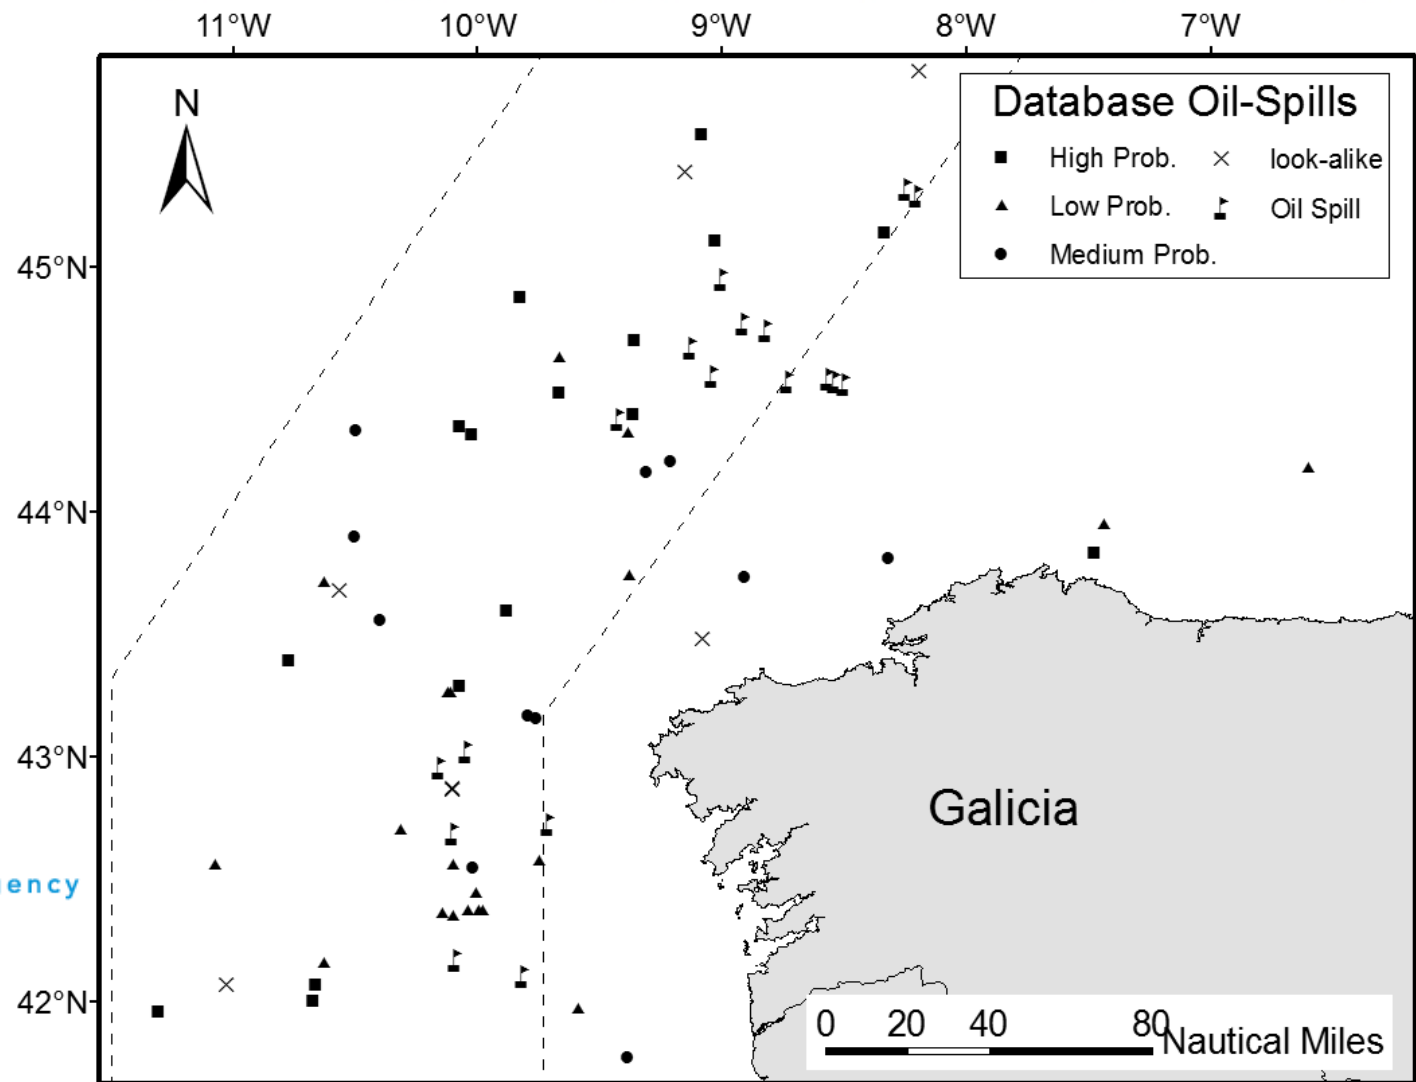 11°W 10°W 9°W 8°W 7°W
N
Database Oil-Spills
High Prob. look-alike
Low Prob. Oil Spill
Medium Prob.
45°N
44°N
43°N
42°N
Galicia
0 20 40 80
Nautical Miles